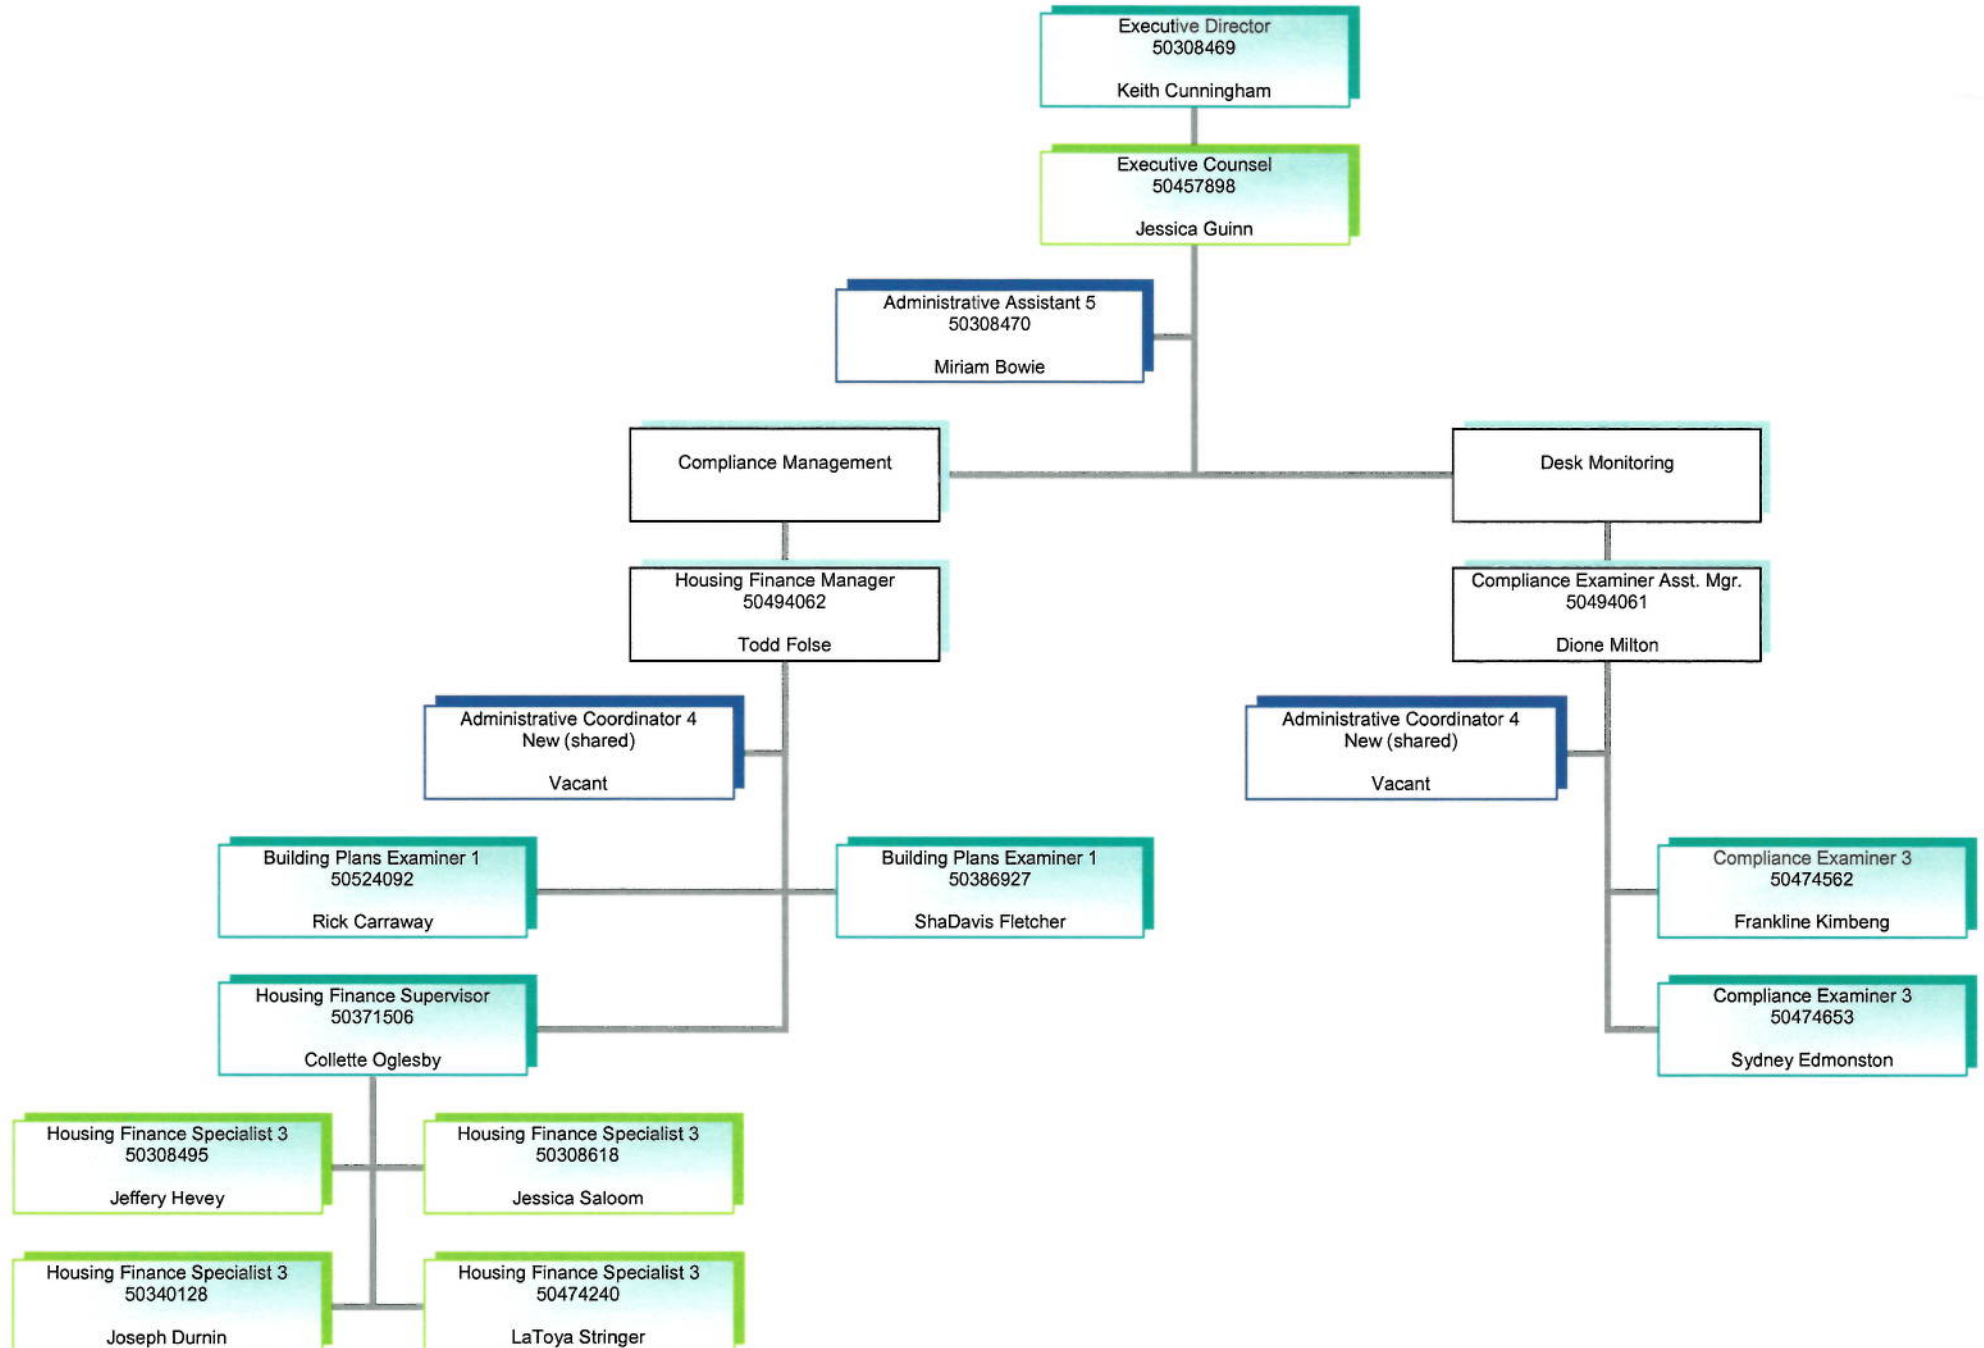 Executive Director
50308469
Keith Cunningham
Executive Counsel
50457898
Jessica Guinn
Administrative Assistant 5
50308470
Miriam Bowie
Compliance Management
Desk Monitoring
Housing Finance Manager
50494062
Todd Folse
Compliance Examiner Asst. Mgr.
50494061
Dione Milton
Administrative Coordinator 4
New (shared)
Vacant
Administrative Coordinator 4
New (shared)
Vacant
Building Plans Examiner 1
50524092
Rick Carraway
Building Plans Examiner 1
50386927
ShaDavis Fletcher
Compliance Examiner 3
50474562
Frankline Kimbeng
Housing Finance Supervisor
50371506
Collette Oglesby
Compliance Examiner 3
50474653
Sydney Edmonston
Housing Finance Specialist 3
50308495
Jeffery Hevey
Housing Finance Specialist 3
50308618
Jessica Saloom
Housing Finance Specialist 3
50340128
Joseph Durnin
Housing Finance Specialist 3
50474240
LaToya Stringer